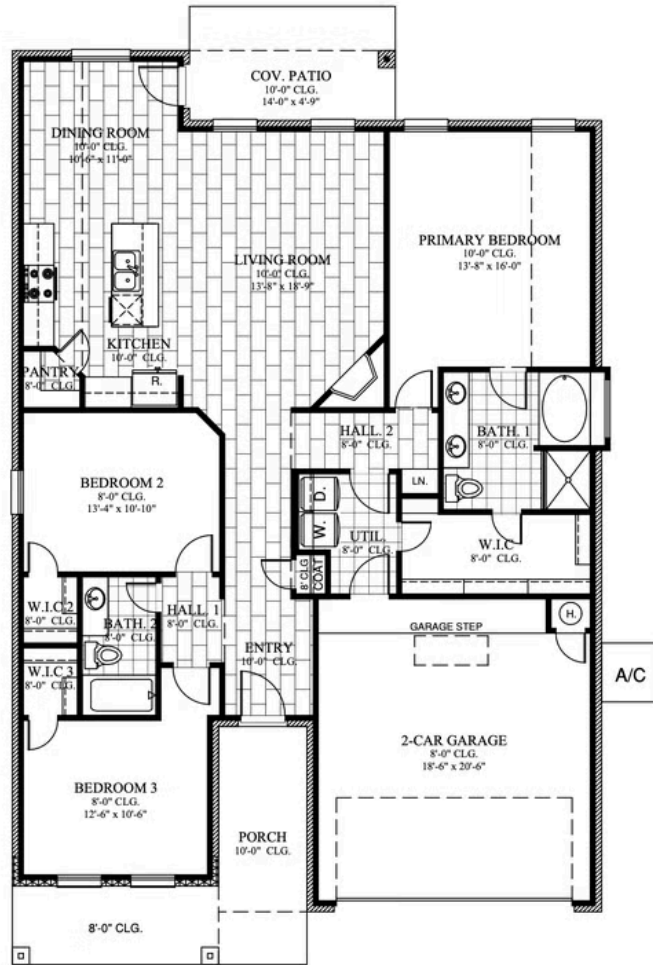 COV. PATIO
10'-0" CLG.
14'-0" x 4'-9"
DINING ROOM
10'-0" CLG.
10'-6" x 11'-0"
LIVING ROOM
10'-0" CLG.
13'-8" x 18'-9"
PRIMARY BEDROOM
10'-0" CLG.
13'-8" x 16'-0"
KITCHEN
10'-0" CLG.
PANTRY
8'-0" CLG.
R.
HALL. 2
8'-0" CLG.
BATH. 1
8'-0" CLG.
LN.
BEDROOM 2
8'-0" CLG.
13'-4" x 10'-10"
D.
W.
UTIL.
8'-0" CLG.
W.I.C
8'-0" CLG.
8' CLG
COAT
W.I.C.2
8'-0" CLG.
BATH. 2
8'-0" CLG.
HALL. 1
8'-0" CLG.
H.
GARAGE STEP
ENTRY
10'-0" CLG.
W.I.C.3
8'-0" CLG.
A/C
2-CAR GARAGE
8'-0" CLG.
18'-6" x 20'-6"
BEDROOM 3
8'-0" CLG.
12'-6" x 10'-6"
PORCH
10'-0" CLG.
8'-0" CLG.